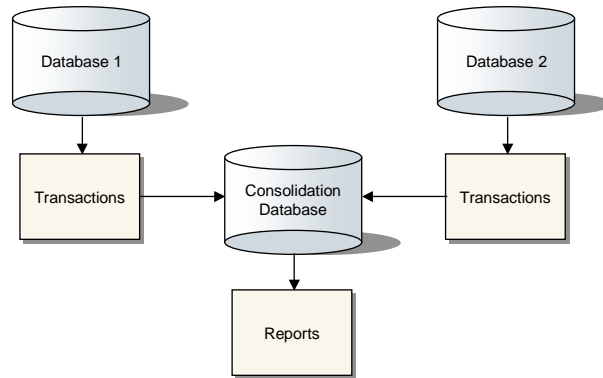 Database 1
Database 2
Transactions
Consolidation
Database
Transactions
Reports